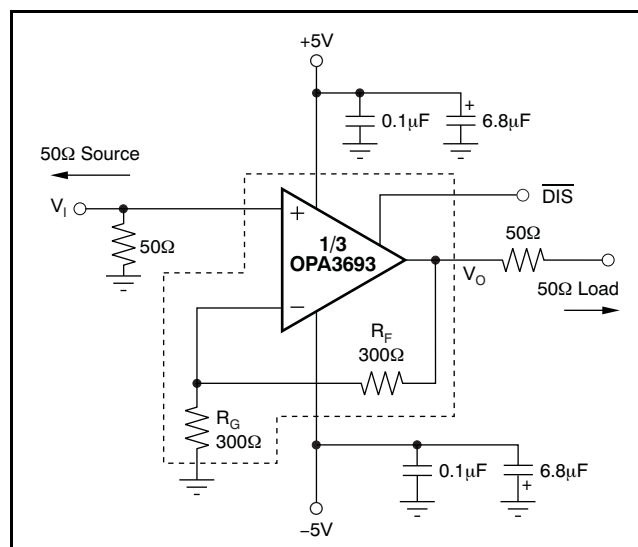 +5V
0.1μF
+
6.8μF
50Ω Source
V_I
50Ω
+
1/3
OPA3693
−
D̅I̅S̅
50Ω
V_O
50Ω Load
R_F
300Ω
R_G
300Ω
0.1μF
6.8μF
+
−5V